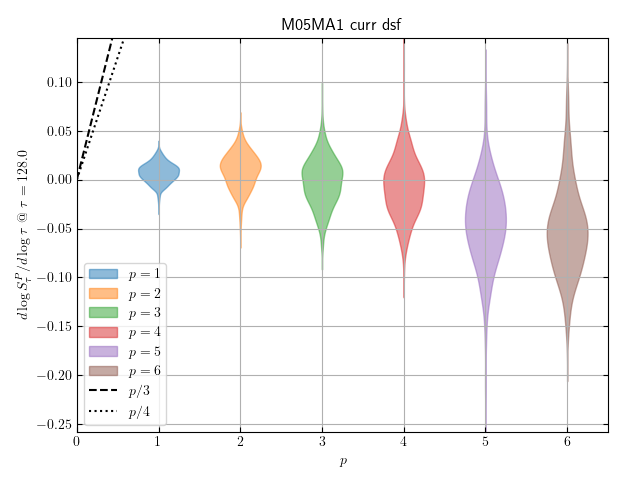 M05MA1 curr dsf
d log S_τ^P / d log τ @ τ = 128.0
0.10
0.05
0.00
−0.05
−0.10
−0.15
−0.20
−0.25
p = 1
p = 2
p = 3
p = 4
p = 5
p = 6
p/3
p/4
0 1 2 3 4 5 6
p